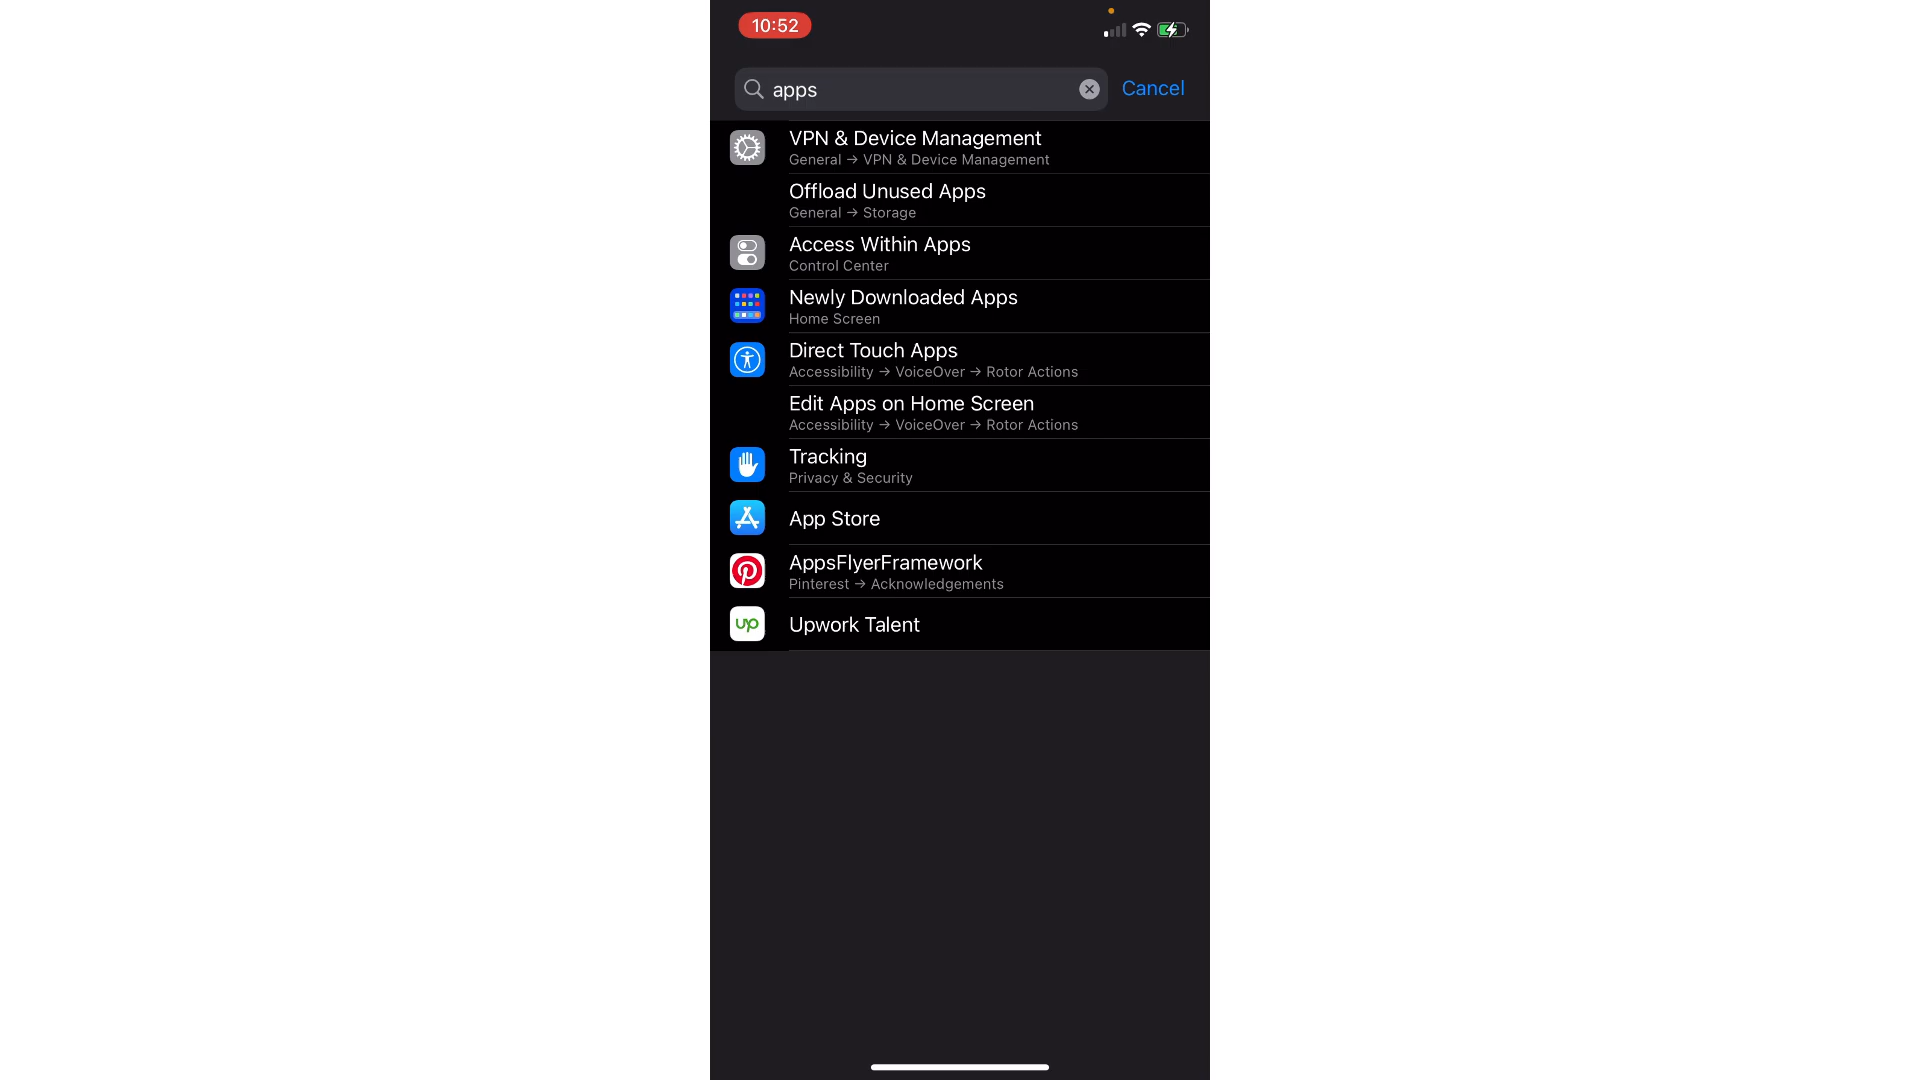 10:52
apps
Cancel
VPN & Device Management
General → VPN & Device Management
Offload Unused Apps
General → Storage
Access Within Apps
Control Center
Newly Downloaded Apps
Home Screen
Direct Touch Apps
Accessibility → VoiceOver → Rotor Actions
Edit Apps on Home Screen
Accessibility → VoiceOver → Rotor Actions
Tracking
Privacy & Security
App Store
AppsFlyerFramework
Pinterest → Acknowledgements
up
Upwork Talent